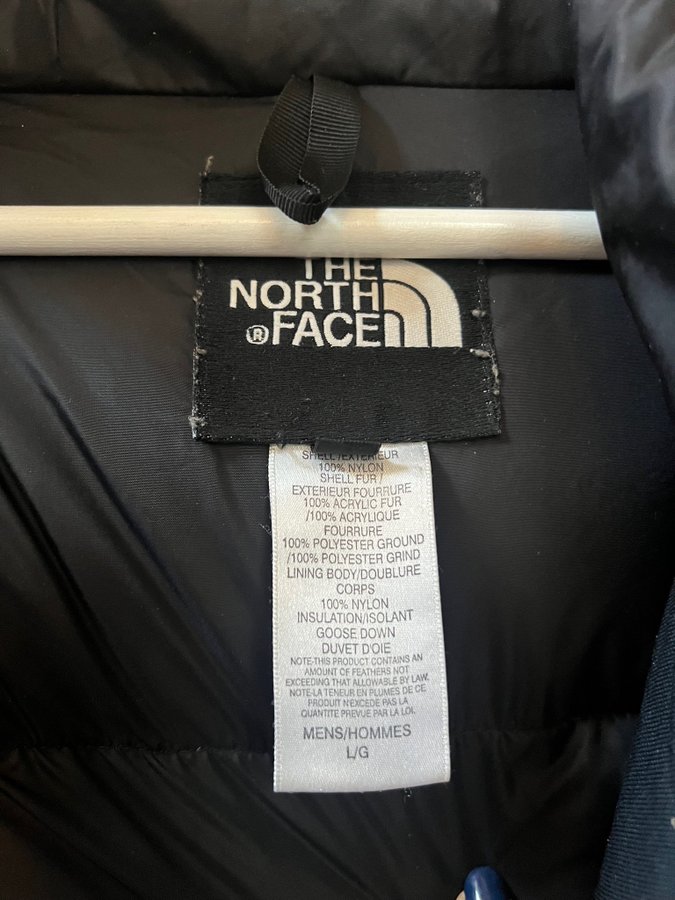 THE
NORTH
®FACE
SHELL/EXTERIEUR
100% NYLON
SHELL FUR /
EXTERIEUR FOURRURE
100% ACRYLIC FUR
/100% ACRYLIQUE
FOURRURE
100% POLYESTER GROUND
/100% POLYESTER GRIND
LINING BODY/DOUBLURE
CORPS
100% NYLON
INSULATION/ISOLANT
GOOSE DOWN
DUVET D'OIE
NOTE-THIS PRODUCT CONTAINS AN
AMOUNT OF FEATHERS NOT
EXCEEDING THAT ALLOWABLE BY LAW.
NOTE-LA TENEUR EN PLUMES DE CE
PRODUIT N'EXCEDE PAS LA
QUANTITE PREVUE PAR LA LOI.
MENS/HOMMES
L/G